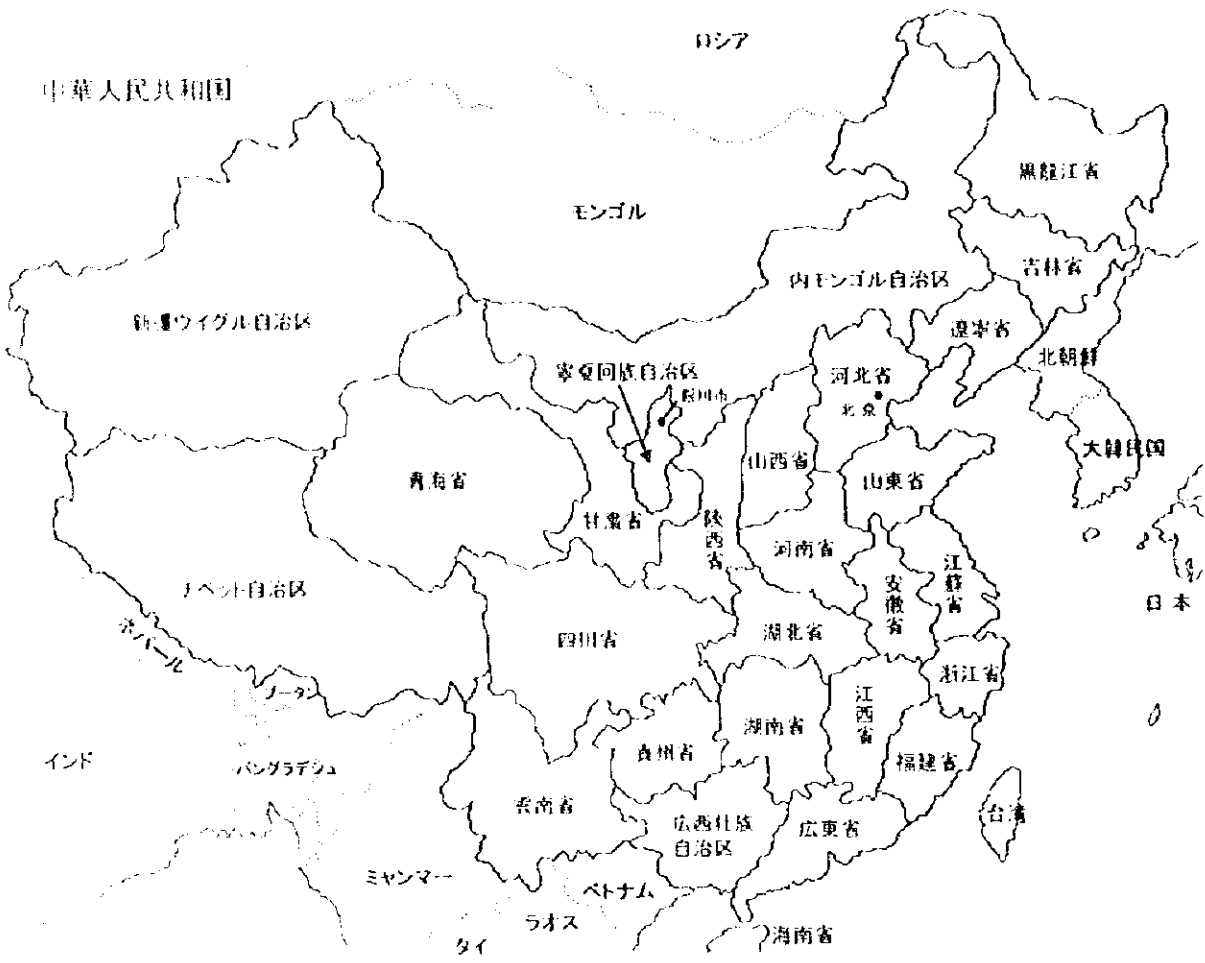 ロシア
中華人民共和国
黒龍江省
モンゴル
吉林省
内モンゴル自治区
新疆ウイグル自治区
遼寧省
北朝鮮
寧夏回族自治区
河北省
銀川市
北京
大韓民国
山西省
青海省
山東省
甘粛省
陝西省
河南省
江蘇省
チベット自治区
安徽省
日本
四川省
湖北省
ネパール
浙江省
ブータン
江西省
湖南省
貴州省
福建省
インド
バングラデシュ
雲南省
台湾
広西壮族
自治区
広東省
ミャンマー
ベトナム
ラオス
海南省
タイ